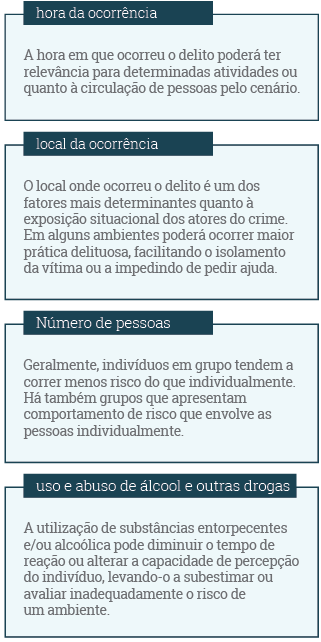 hora da ocorrência
A hora em que ocorreu o delito poderá ter
relevância para determinadas atividades ou
quanto à circulação de pessoas pelo cenário.
local da ocorrência
O local onde ocorreu o delito é um dos
fatores mais determinantes quanto à
exposição situacional dos atores do crime.
Em alguns ambientes poderá ocorrer maior
prática delituosa, facilitando o isolamento
da vítima ou a impedindo de pedir ajuda.
Número de pessoas
Geralmente, indivíduos em grupo tendem a
correr menos risco do que individualmente.
Há também grupos que apresentam
comportamento de risco que envolve as
pessoas individualmente.
uso e abuso de álcool e outras drogas
A utilização de substâncias entorpecentes
e/ou alcoólica pode diminuir o tempo de
reação ou alterar a capacidade de percepção
do indivíduo, levando-o a subestimar ou
avaliar inadequadamente o risco de
um ambiente.